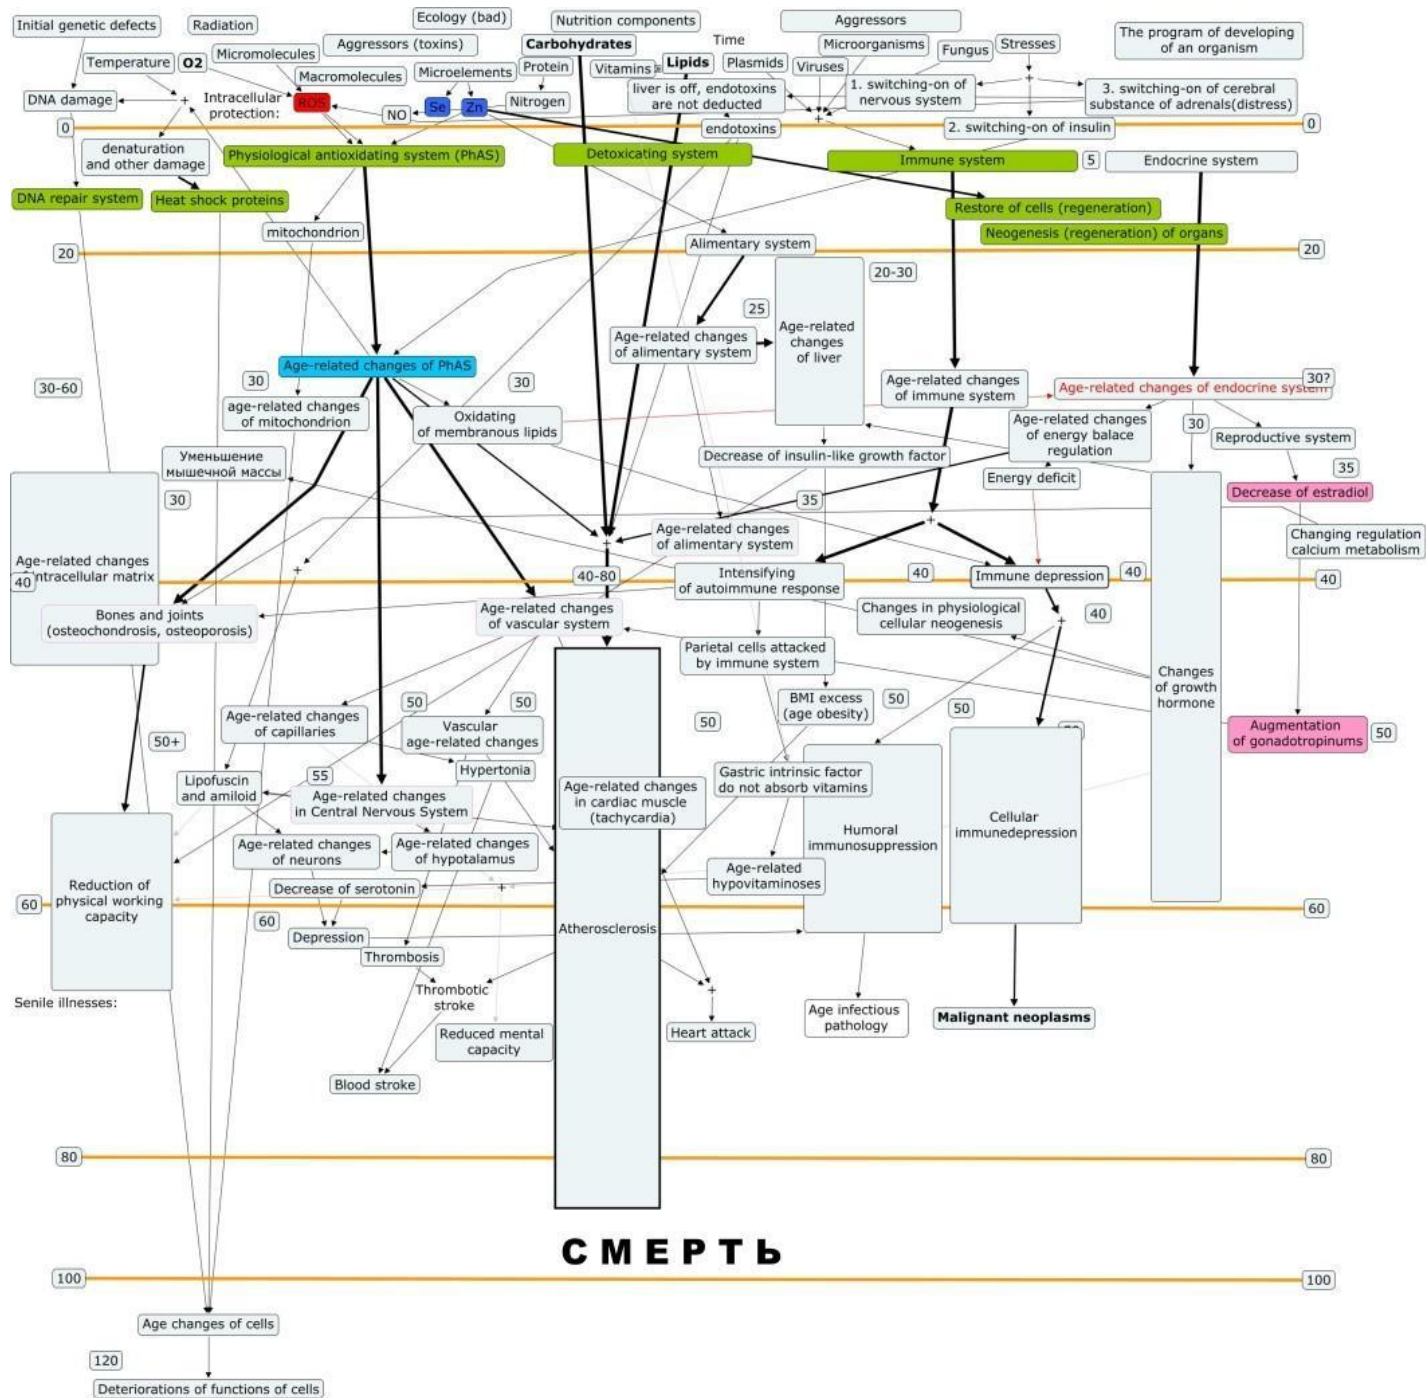 Initial genetic defects
Radiation
Ecology (bad)
Nutrition components
Aggressors
The program of developing
of an organism
Micromolecules
Aggressors (toxins)
Carbohydrates
Time
Microorganisms
Fungus
Stresses
Temperature
O2
Macromolecules
Microelements
Protein
Vitamins
Lipids
Plasmids
Viruses
DNA damage
+
Intracellular
protection:
ROS
NO
Se
Zn
Nitrogen
liver is off, endotoxins
are not deducted
1. switching-on of
nervous system
+
3. switching-on of cerebral
substance of adrenals(distress)
0
endotoxins
+
2. switching-on of insulin
0
denaturation
and other damage
Physiological antioxidating system (PhAS)
Detoxicating system
Immune system
5
Endocrine system
DNA repair system
Heat shock proteins
Restore of cells (regeneration)
mitochondrion
Neogenesis (regeneration) of organs
20
Alimentary system
20
20-30
25
Age-related
changes
of liver
Age-related changes
of alimentary system
Age-related changes of PhAS
30-60
30
30
Age-related changes
of immune system
30?
Age-related changes of endocrine system
age-related changes
of mitochondrion
Oxidating
of membranous lipids
Age-related changes
of energy balace
regulation
30
Reproductive system
Уменьшение
мышечной массы
Decrease of insulin-like growth factor
Energy deficit
35
30
35
Decrease of estradiol
Age-related changes
of alimentary system
+
+
Changing regulation
calcium metabolism
Age-related changes
intracellular matrix
40
+
40-80
Intensifying
of autoimmune response
40
Immune depression
40
40
Bones and joints
(osteochondrosis, osteoporosis)
Age-related changes
of vascular system
Changes in physiological
cellular neogenesis
+
40
Parietal cells attacked
by immune system
Changes
of growth
hormone
BMI excess
(age obesity)
50
50
50
50
50
Age-related changes
of capillaries
Vascular
age-related changes
Augmentation
of gonadotropinums
50
50+
55
Hypertonia
Lipofuscin
and amiloid
Age-related changes
in Central Nervous System
Age-related changes
in cardiac muscle
(tachycardia)
Gastric intrinsic factor
do not absorb vitamins
Humoral
immunosuppression
Cellular
immunedepression
Age-related changes
of neurons
Age-related changes
of hypotalamus
Age-related
hypovitaminoses
Decrease of serotonin
+
Reduction of
physical working
capacity
60
60
60
Depression
Atherosclerosis
Thrombosis
Thrombotic
stroke
+
Senile illnesses:
Reduced mental
capacity
Heart attack
Age infectious
pathology
Malignant neoplasms
Blood stroke
80
80
СМЕРТЬ
100
100
Age changes of cells
120
Deteriorations of functions of cells